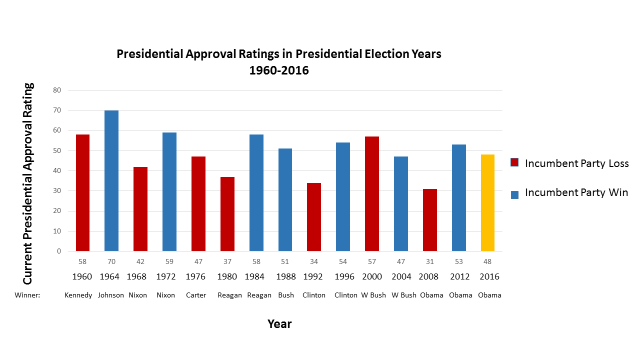 Presidential Approval Ratings in Presidential Election Years
1960-2016
Current Presidential Approval Rating
80
70
60
50
40
30
20
10
0
58 70 42 59 47 37 58 51 34 54 57 47 31 53 48
1960 1964 1968 1972 1976 1980 1984 1988 1992 1996 2000 2004 2008 2012 2016
Winner: Kennedy Johnson Nixon Nixon Carter Reagan Reagan Bush Clinton Clinton W Bush W Bush Obama Obama Obama
Year
Incumbent Party Loss
Incumbent Party Win